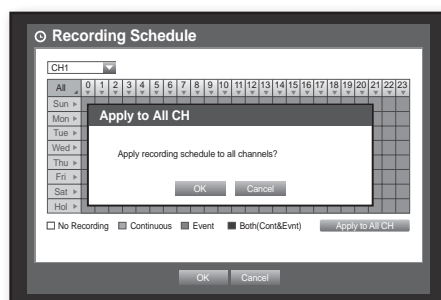 Recording Schedule
CH1
All 0 1 2 3 4 5 6 7 8 9 10 11 12 13 14 15 16 17 18 19 20 21 22 23
Sun
Mon
Tue
Wed
Thu
Fri
Sat
Hol
Apply to All CH
Apply recording schedule to all channels?
OK Cancel
No Recording Continuous Event Both(Cont&Evnt) Apply to All CH
OK Cancel